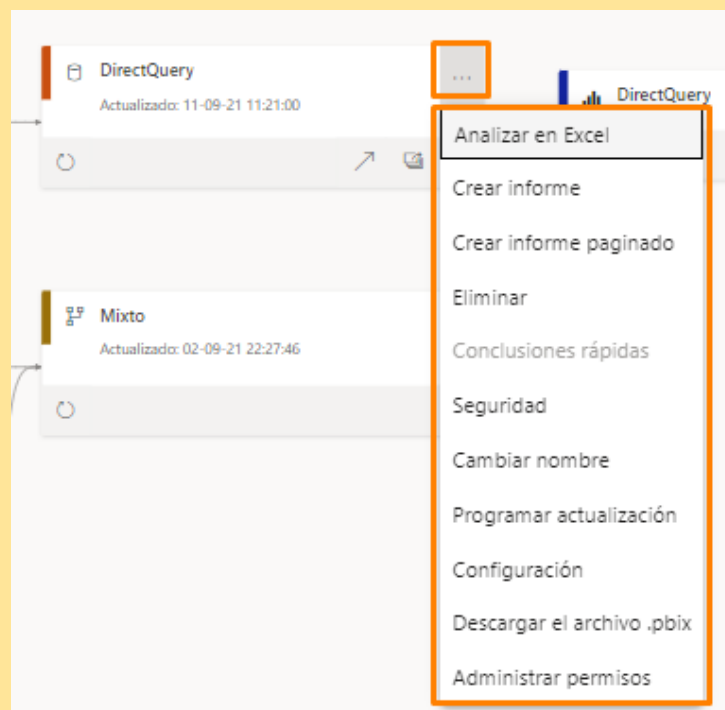 DirectQuery
Actualizado: 11-09-21 11:21:00
...
DirectQuery
Analizar en Excel
Crear informe
Crear informe paginado
Eliminar
Conclusiones rápidas
Seguridad
Cambiar nombre
Programar actualización
Configuración
Descargar el archivo .pbix
Administrar permisos
Mixto
Actualizado: 02-09-21 22:27:46